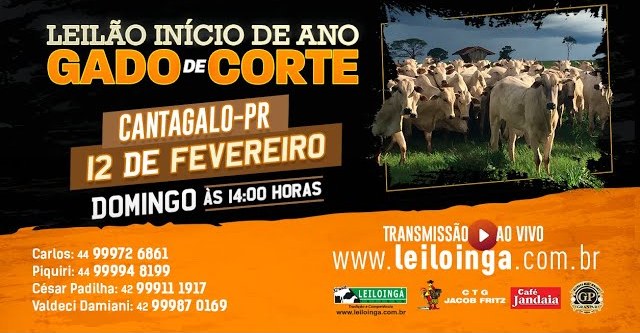 LEILÃO INÍCIO DE ANO
GADO DE CORTE
CANTAGALO-PR
12 DE FEVEREIRO
DOMINGO ÀS 14:00 HORAS
TRANSMISSÃO AO VIVO
www.leiloinga.com.br
Carlos: 44 99972 6861
Piquiri: 44 99994 8199
César Padilha: 42 99911 1917
Valdeci Damiani: 42 99987 0169
LEILOINGÁ
www.leiloinga.com.br
C T G
JACOB FRITZ
Café
Jandaia
GP